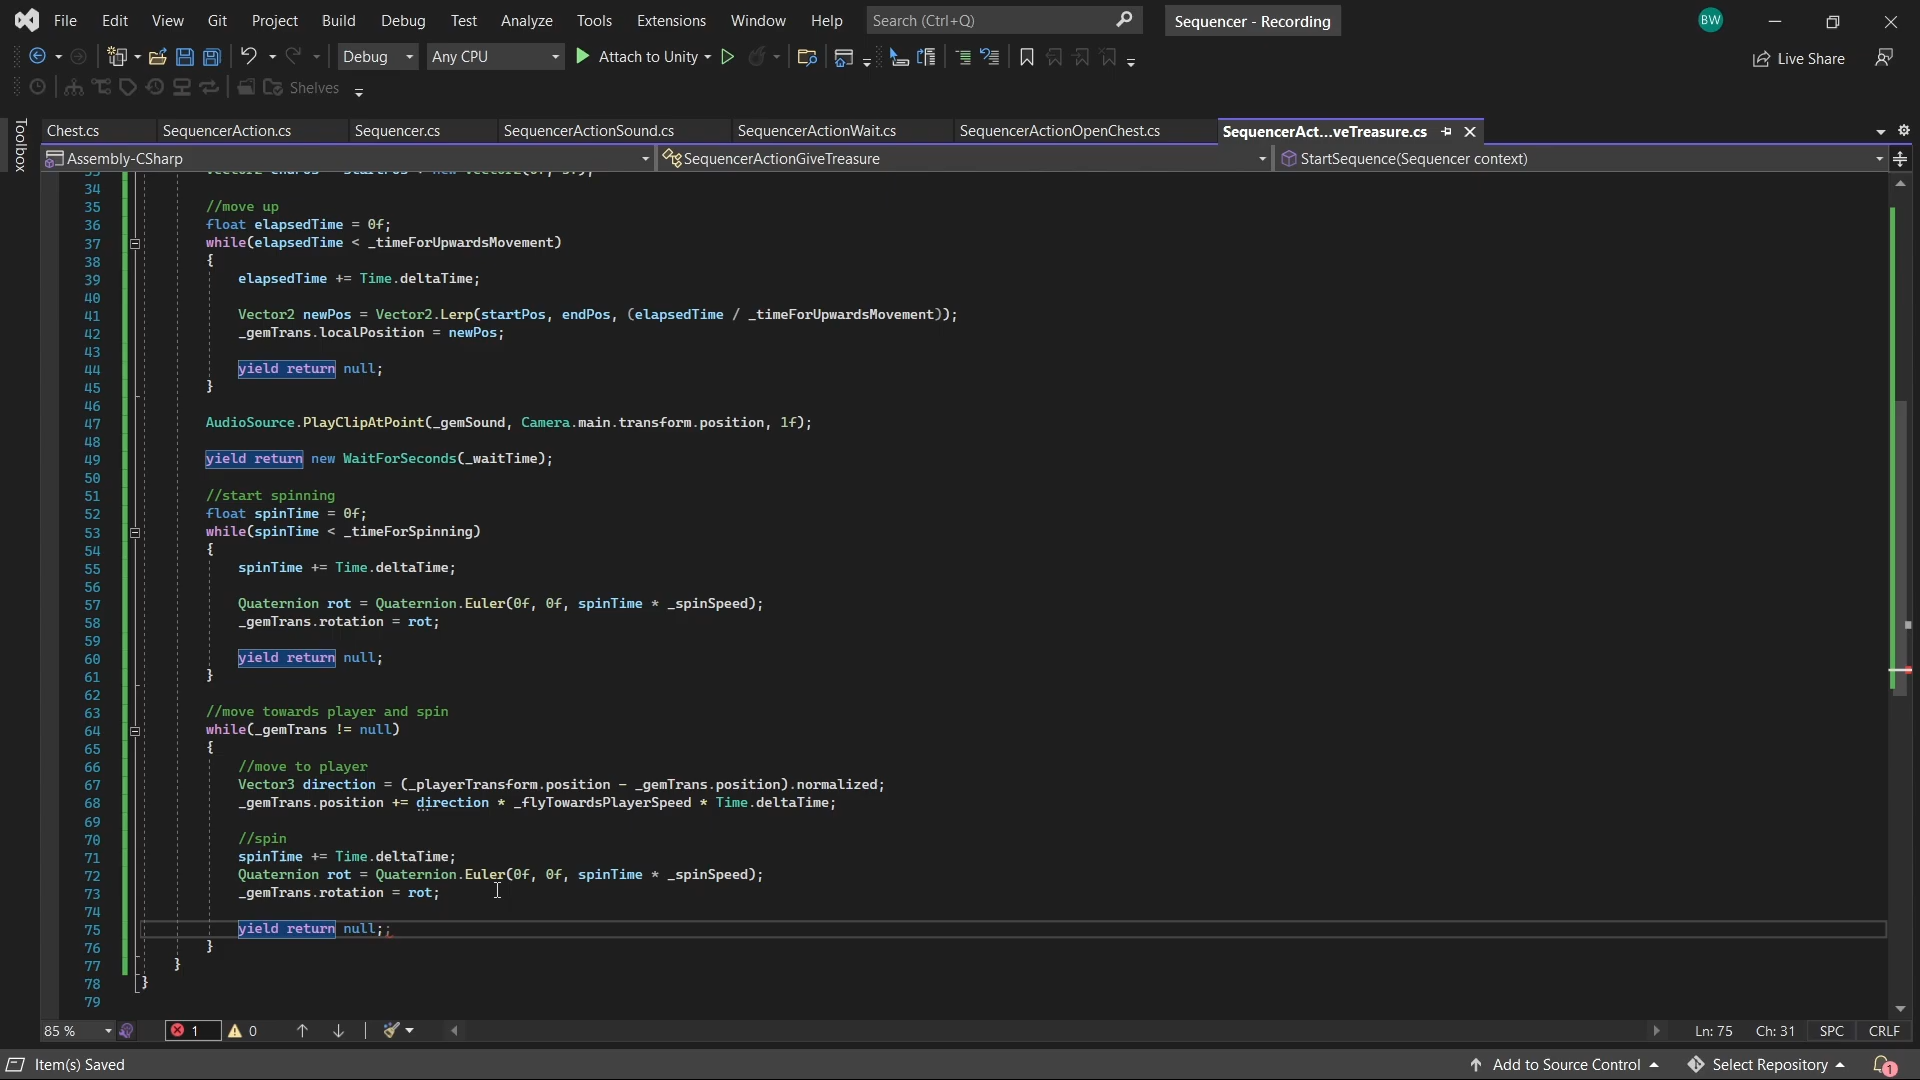 File Edit View Git Project Build Debug Test Analyze Tools Extensions Window Help Search (Ctrl+Q) Sequencer - Recording BW
Debug Any CPU Attach to Unity Live Share
Shelves
Toolbox
Chest.cs SequencerAction.cs Sequencer.cs SequencerActionSound.cs SequencerActionWait.cs SequencerActionOpenChest.cs SequencerAct...veTreasure.cs
Assembly-CSharp SequencerActionGiveTreasure StartSequence(Sequencer context)
34
35 //move up
36 float elapsedTime = 0f;
37 while(elapsedTime < _timeForUpwardsMovement)
38 {
39 elapsedTime += Time.deltaTime;
40
41 Vector2 newPos = Vector2.Lerp(startPos, endPos, (elapsedTime / _timeForUpwardsMovement));
42 _gemTrans.localPosition = newPos;
43
44 yield return null;
45 }
46
47 AudioSource.PlayClipAtPoint(_gemSound, Camera.main.transform.position, 1f);
48
49 yield return new WaitForSeconds(_waitTime);
50
51 //start spinning
52 float spinTime = 0f;
53 while(spinTime < _timeForSpinning)
54 {
55 spinTime += Time.deltaTime;
56
57 Quaternion rot = Quaternion.Euler(0f, 0f, spinTime * _spinSpeed);
58 _gemTrans.rotation = rot;
59
60 yield return null;
61 }
62
63 //move towards player and spin
64 while(_gemTrans != null)
65 {
66 //move to player
67 Vector3 direction = (_playerTransform.position - _gemTrans.position).normalized;
68 _gemTrans.position += direction * _flyTowardsPlayerSpeed * Time.deltaTime;
69
70 //spin
71 spinTime += Time.deltaTime;
72 Quaternion rot = Quaternion.Euler(0f, 0f, spinTime * _spinSpeed);
73 _gemTrans.rotation = rot;
74
75 yield return null;;
76 }
77 }
78 }
79
85 % 1 0 Ln: 75 Ch: 31 SPC CRLF
Item(s) Saved Add to Source Control Select Repository 1